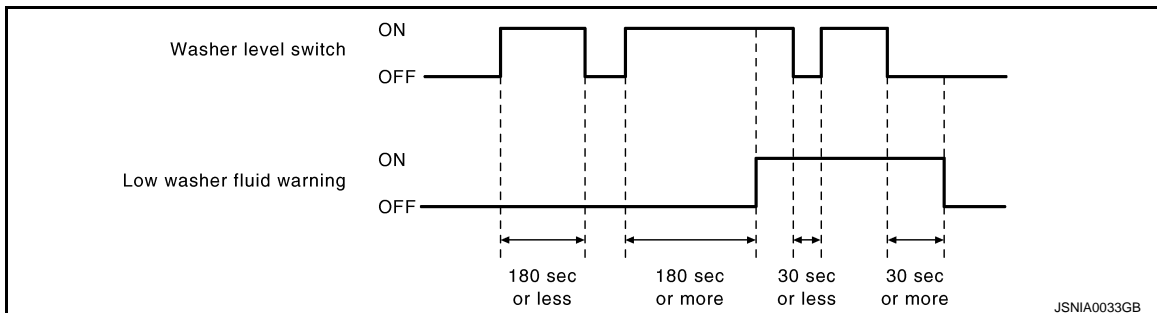 ON
Washer level switch
OFF
ON
Low washer fluid warning
OFF
180 sec
or less
180 sec
or more
30 sec
or less
30 sec
or more
JSNIA0033GB